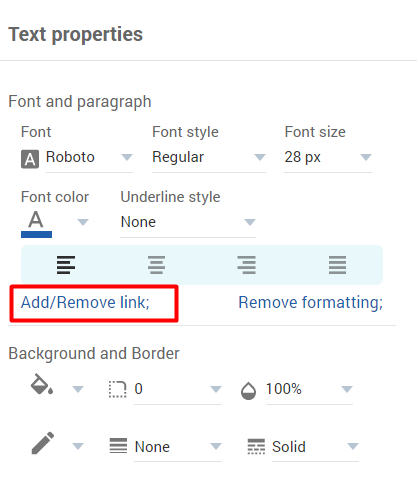 Text properties
Font and paragraph
Font Font style Font size
A Roboto Regular 28 px
Font color Underline style
A None
Add/Remove link; Remove formatting;
Background and Border
0 100%
None Solid